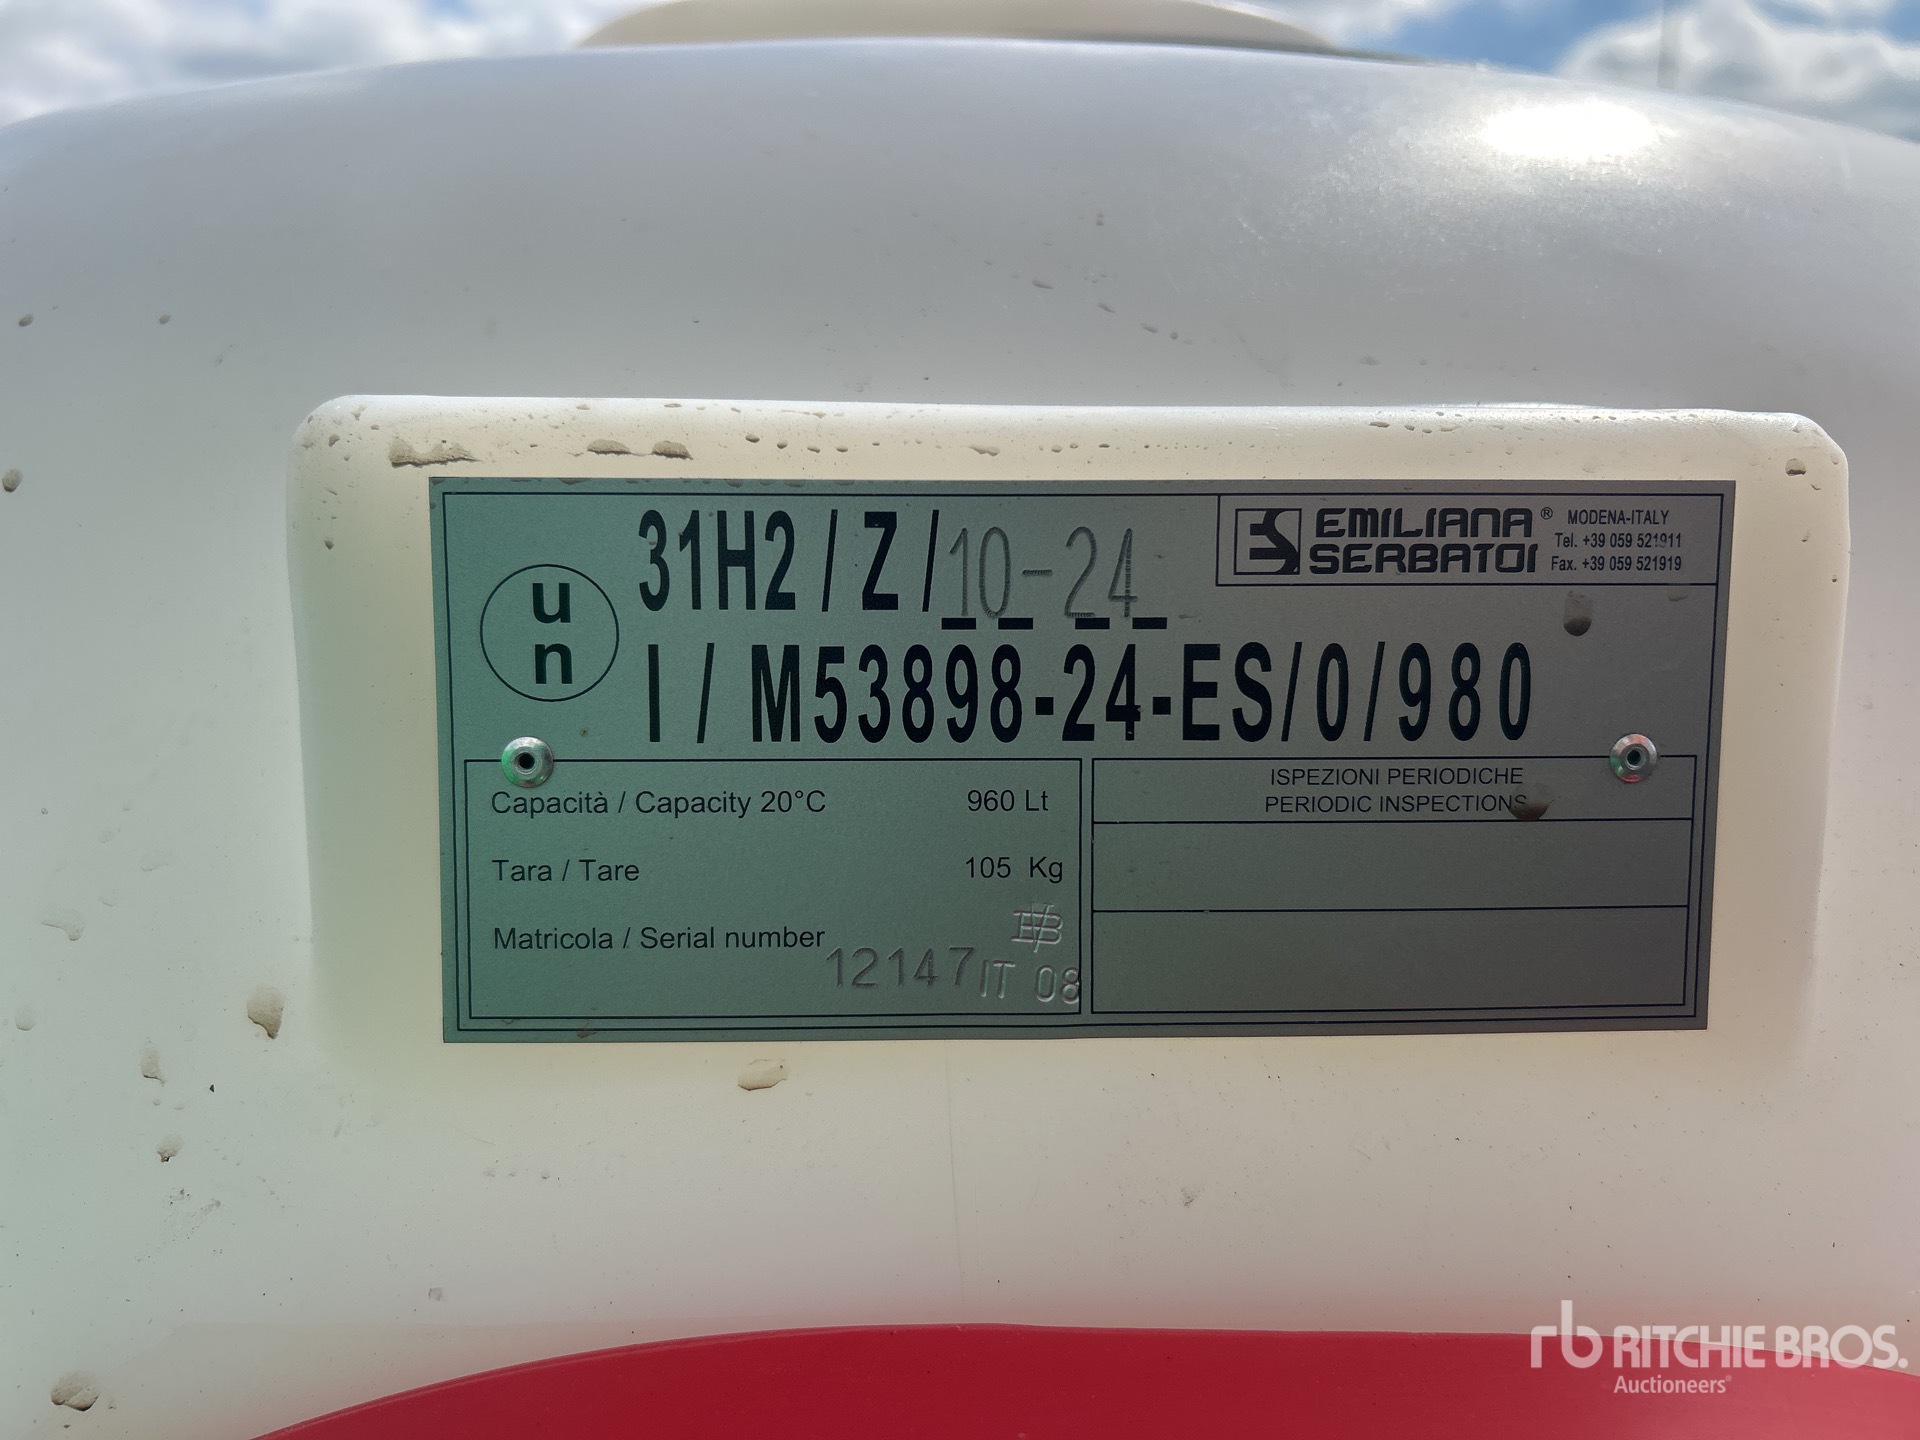 un
31H2/Z/10-24
I/M53898-24-ES/0/980
EMILIANA®
SERBATOI
MODENA-ITALY
Tel. +39 059 521911
Fax. +39 059 521919
Capacità / Capacity 20°C 960 Lt
Tara / Tare 105 Kg
Matricola / Serial number 12147 IT 08
ISPEZIONI PERIODICHE
PERIODIC INSPECTIONS
rb RITCHIE BROS.
Auctioneers